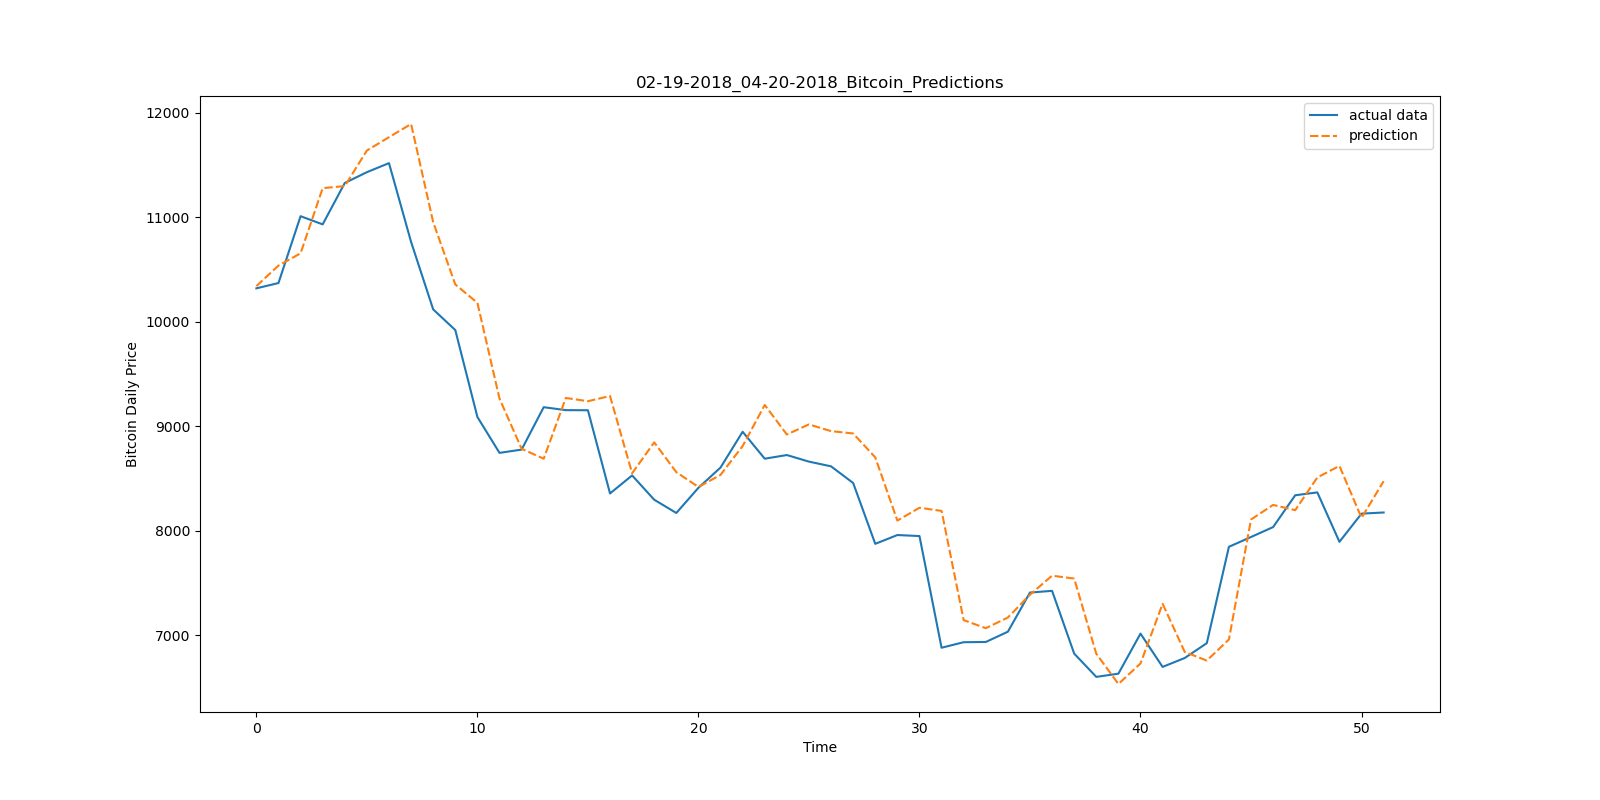 02-19-2018_04-20-2018_Bitcoin_Predictions
12000
11000
10000
9000
8000
7000
Bitcoin Daily Price
actual data
prediction
0 10 20 30 40 50
Time